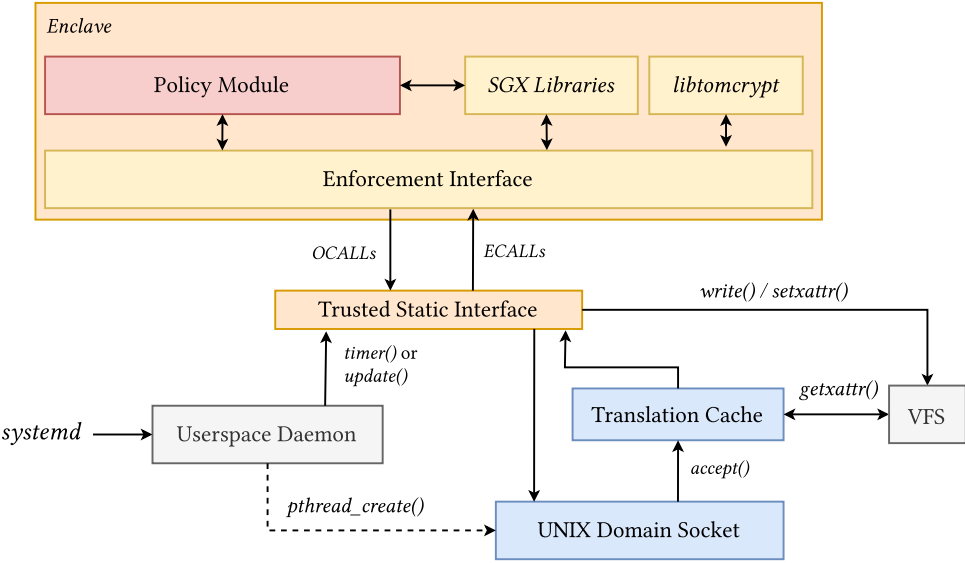 Enclave
Policy Module
SGX Libraries
libtomcrypt
Enforcement Interface
OCALLs
ECALLs
Trusted Static Interface
write() / setxattr()
timer() or
update()
getxattr()
Translation Cache
VFS
systemd
Userspace Daemon
accept()
pthread_create()
UNIX Domain Socket